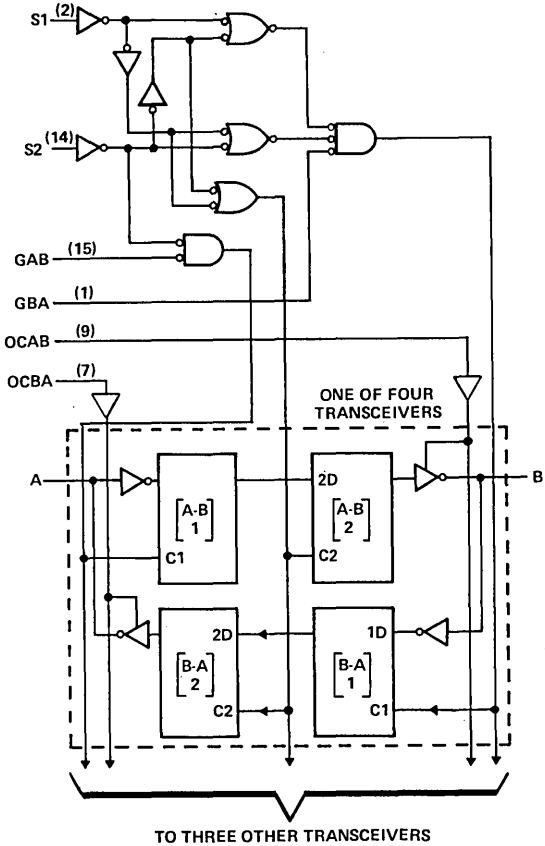 S1 (2)
S2 (14)
GAB (15)
GBA (1)
OCAB (9)
OCBA (7)
ONE OF FOUR
TRANSCEIVERS
A
B
2D
[A-B
1]
[A-B
2]
C1
C2
2D
1D
[B-A
2]
[B-A
1]
C2
C1
TO THREE OTHER TRANSCEIVERS